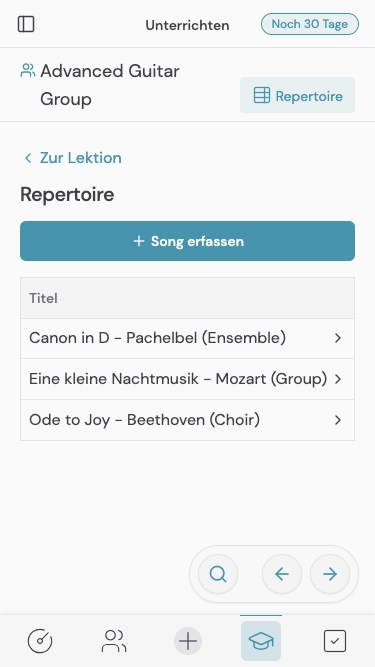 Unterrichten
Noch 30 Tage
Advanced Guitar
Group
Repertoire
Zur Lektion
Repertoire
Song erfassen
Titel
Canon in D – Pachelbel (Ensemble)
Eine kleine Nachtmusik – Mozart (Group)
Ode to Joy – Beethoven (Choir)